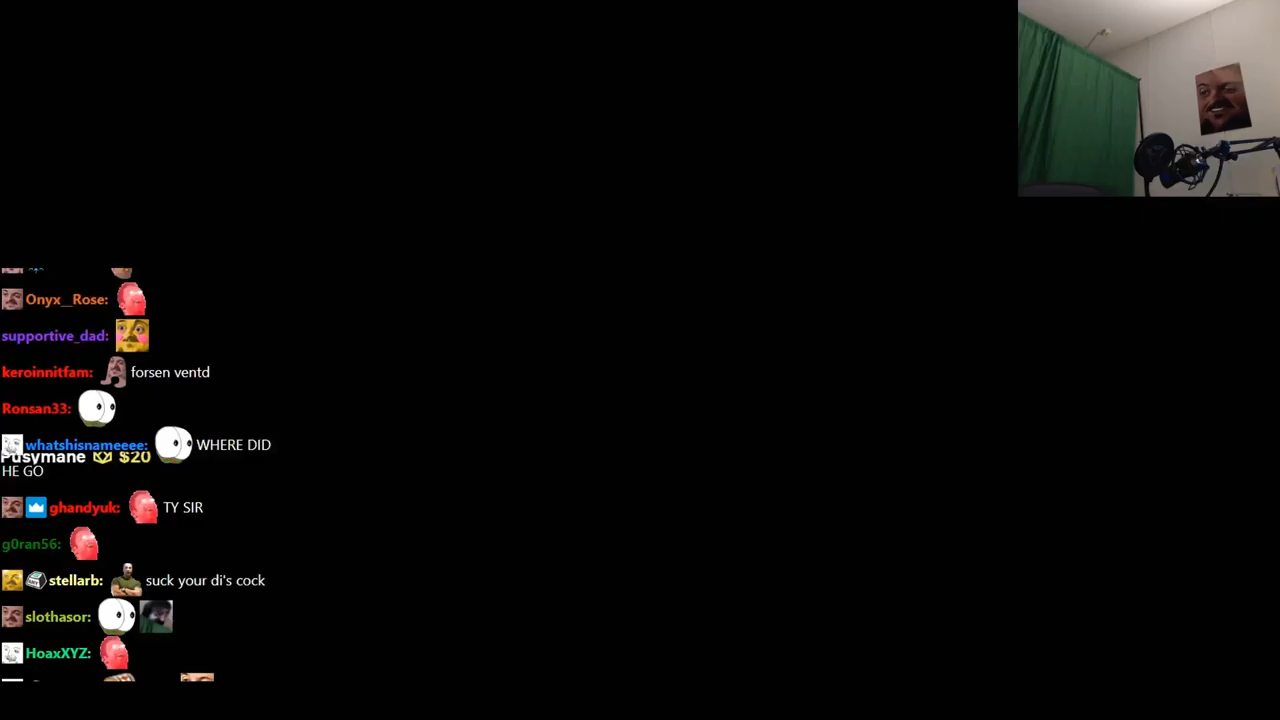 Onyx__Rose:
supportive_dad:
keroinnitfam: forsen ventd
Ronsan33:
whatshisnameeee: WHERE DID
Pusymane $20
HE GO
ghandyuk: TY SIR
g0ran56:
stellarb: suck your di's cock
slothasor:
HoaxXYZ: